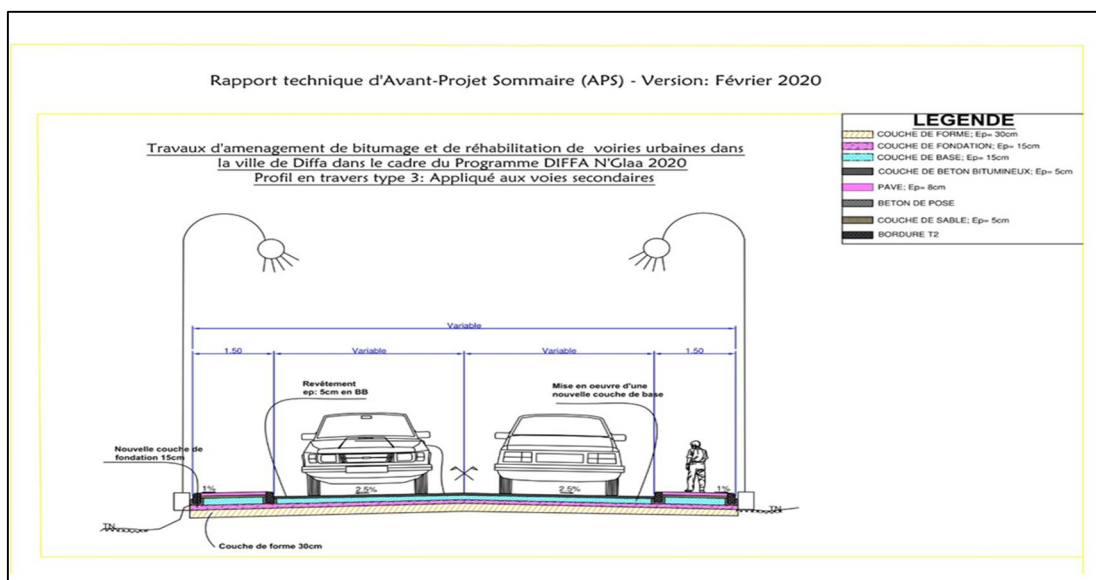 Rapport technique d'Avant-Projet Sommaire (APS) - Version: Février 2020
LEGENDE
COUCHE DE FORME; Ep= 30cm
COUCHE DE FONDATION; Ep= 15cm
COUCHE DE BASE; Ep= 15cm
COUCHE DE BETON BITUMINEUX; Ep= 5cm
PAVE; Ep= 8cm
BETON DE POSE
COUCHE DE SABLE; Ep= 5cm
BORDURE T2
Travaux d'amenagement de bitumage et de réhabilitation de voiries urbaines dans
la ville de Diffa dans le cadre du Programme DIFFA N'Glaa 2020
Profil en travers type 3: Appliqué aux voies secondaires
Variable
1.50
Variable
Variable
1.50
Revêtement
ep: 5cm en BB
Mise en oeuvre d'une
nouvelle couche de base
Nouvelle couche de
fondation 15cm
1%
2.5%
2.5%
1%
TN
TN
Couche de forme 30cm